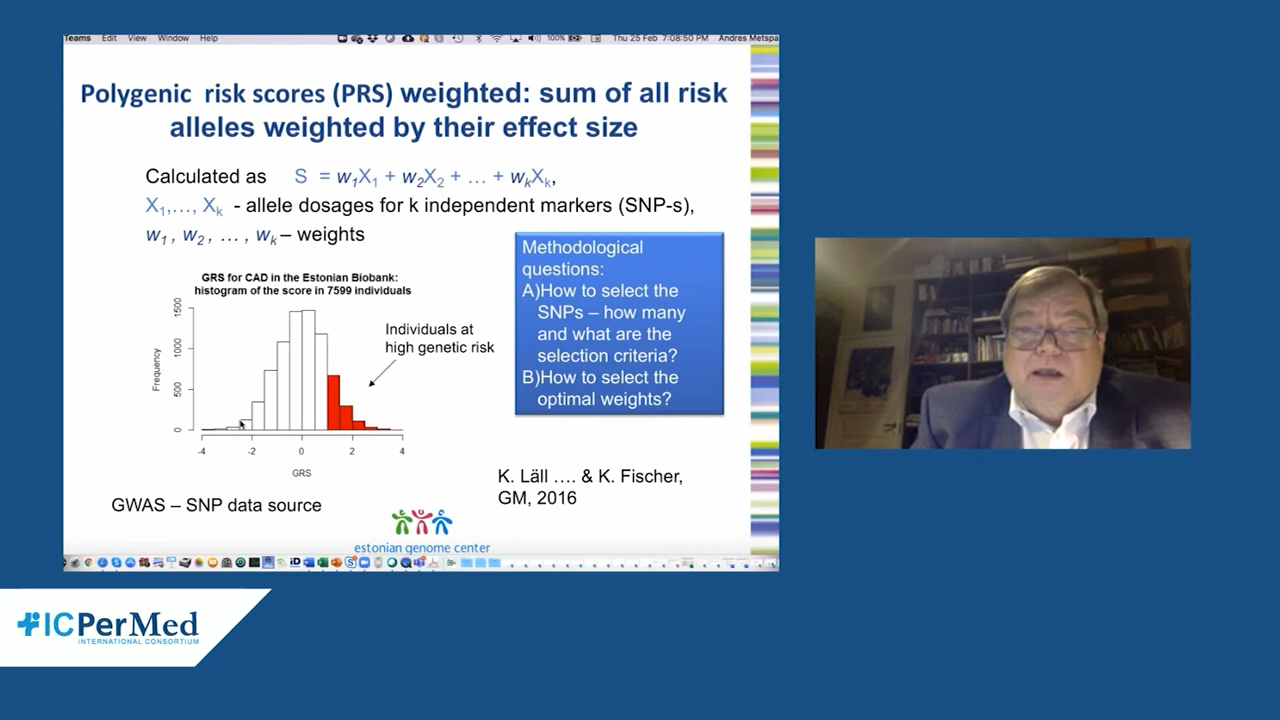 Teams Edit View Window Help 100% Thu 25 Feb 7:08:50 PM Andres Metspa
Polygenic risk scores (PRS) weighted: sum of all risk
alleles weighted by their effect size
Calculated as S = w1X1 + w2X2 + … + wkXk,
X1,…, Xk - allele dosages for k independent markers (SNP-s),
w1 , w2 , … , wk – weights
Methodological
questions:
A)How to select the
SNPs – how many
and what are the
selection criteria?
B)How to select the
optimal weights?
GRS for CAD in the Estonian Biobank:
histogram of the score in 7599 individuals
Individuals at
high genetic risk
Frequency
1500
1000
500
0
-4 -2 0 2 4
GRS
K. Läll …. & K. Fischer,
GM, 2016
GWAS – SNP data source
estonian genome center
iD
ICPerMed
INTERNATIONAL CONSORTIUM